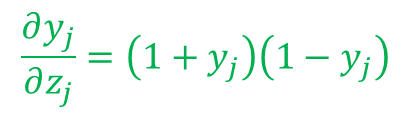 ∂y_j/∂z_j = (1 + y_j)(1 − y_j)